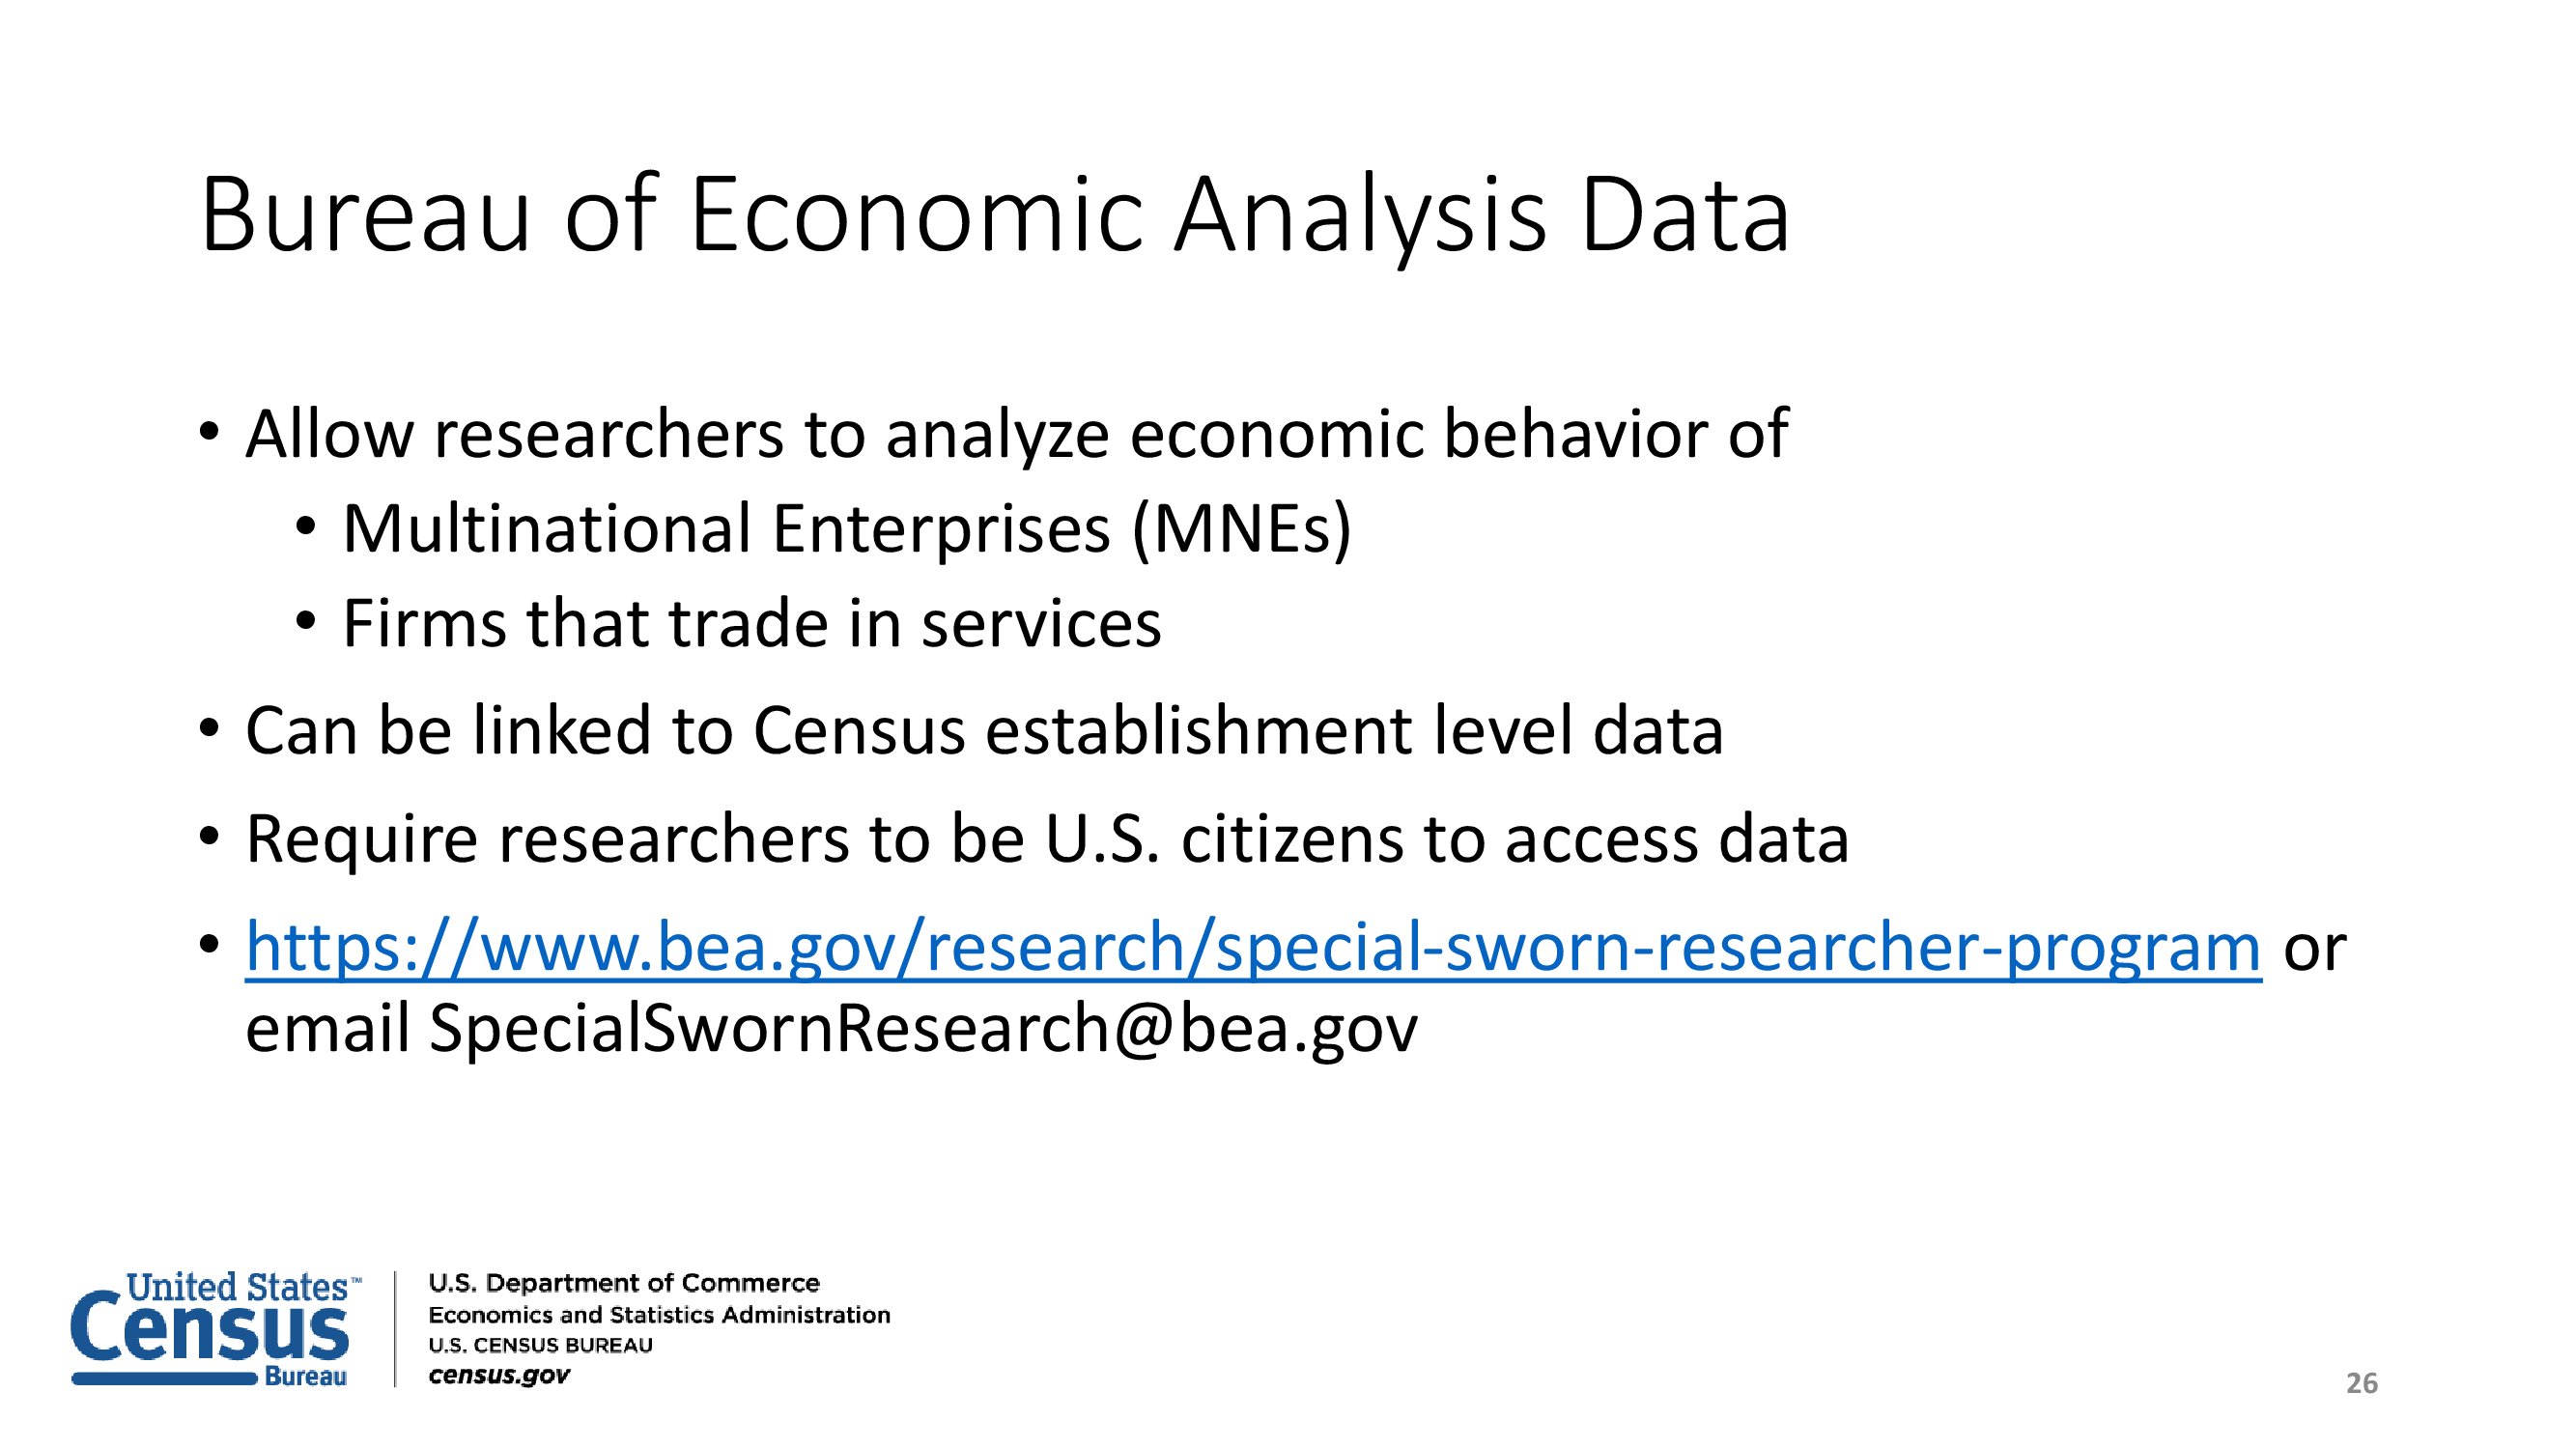 Bureau of Economic Analysis Data
• Allow researchers to analyze economic behavior of
• Multinational Enterprises (MNEs)
• Firms that trade in services
• Can be linked to Census establishment level data
• Require researchers to be U.S. citizens to access data
• https://www.bea.gov/research/special-sworn-researcher-program or
email SpecialSwornResearch@bea.gov
United States™
Census
Bureau
U.S. Department of Commerce
Economics and Statistics Administration
U.S. CENSUS BUREAU
census.gov
26